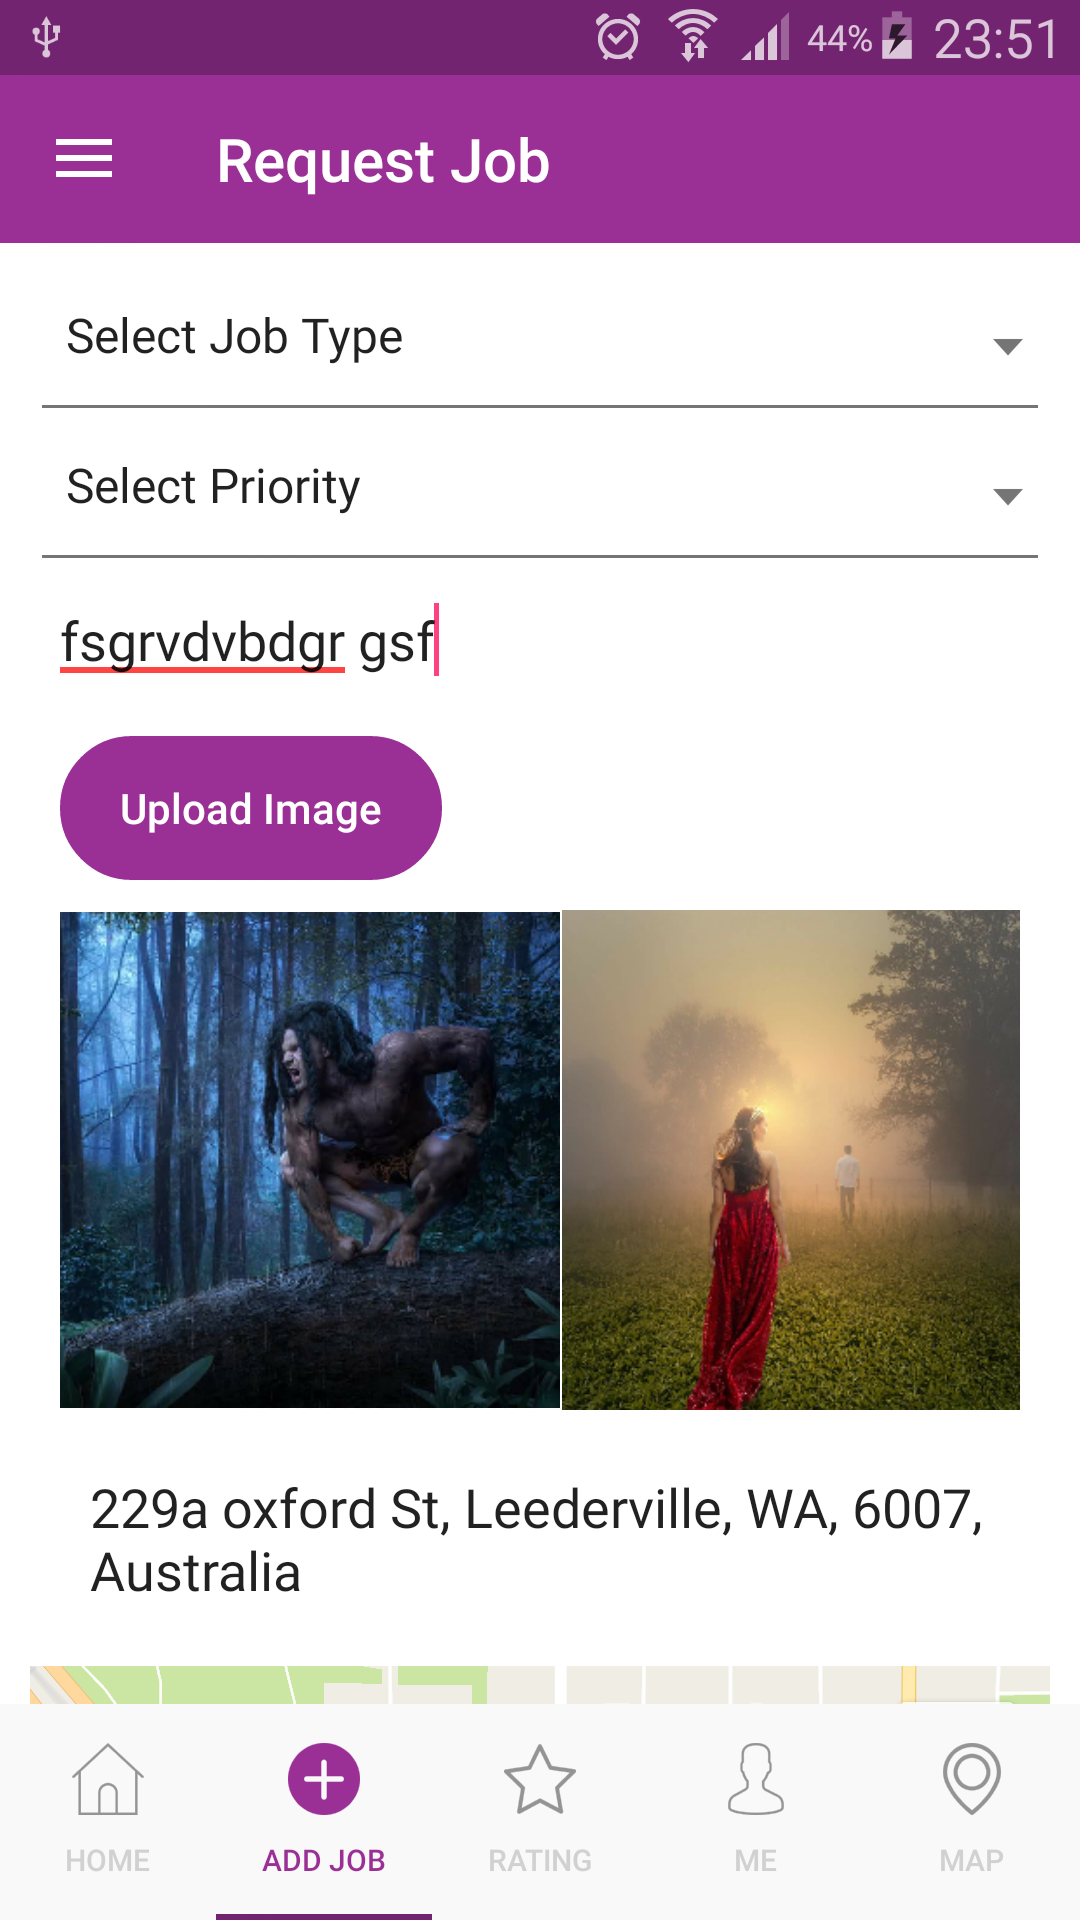 44% 23:51
Request Job
Select Job Type
Select Priority
fsgrvdvbdgr gsf
Upload Image
229a oxford St, Leederville, WA, 6007,
Australia
HOME ADD JOB RATING ME MAP